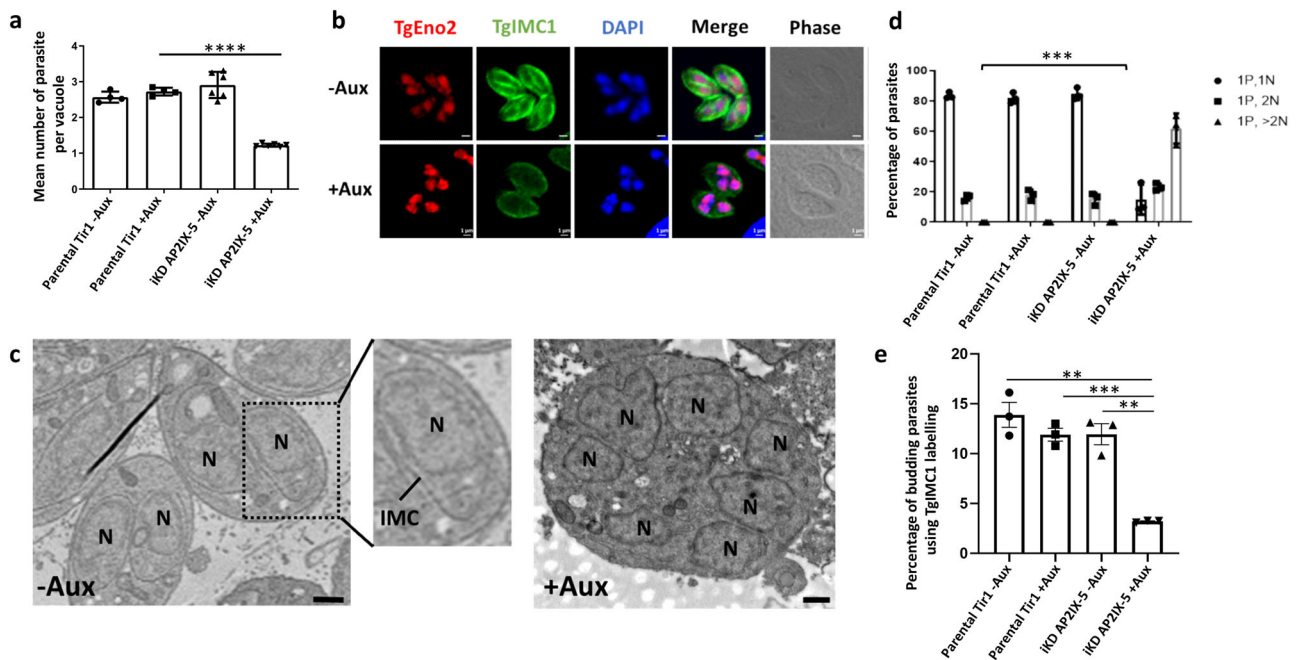 a
Mean number of parasite
per vacuole
4
3
2
1
0
****
Parental Tir1 -Aux
Parental Tir1 +Aux
iKD AP2IX-5 -Aux
iKD AP2IX-5 +Aux
b
TgEno2
TgIMC1
DAPI
Merge
Phase
-Aux
+Aux
1 µm
1 µm
1 µm
1 µm
1 µm
c
N
N
N
N
-Aux
N
IMC
N
N
N
N
N
N
N
+Aux
d
Percentage of parasites
100
80
60
40
20
0
***
1P,1N
1P, 2N
1P, >2N
Parental Tir1 -Aux
Parental Tir1 +Aux
iKD AP2IX-5 -Aux
iKD AP2IX-5 +Aux
e
Percentage of budding parasites
using TgIMC1 labelling
20
15
10
5
0
**
***
**
Parental Tir1 -Aux
Parental Tir1 +Aux
iKD AP2IX-5 -Aux
iKD AP2IX-5 +Aux